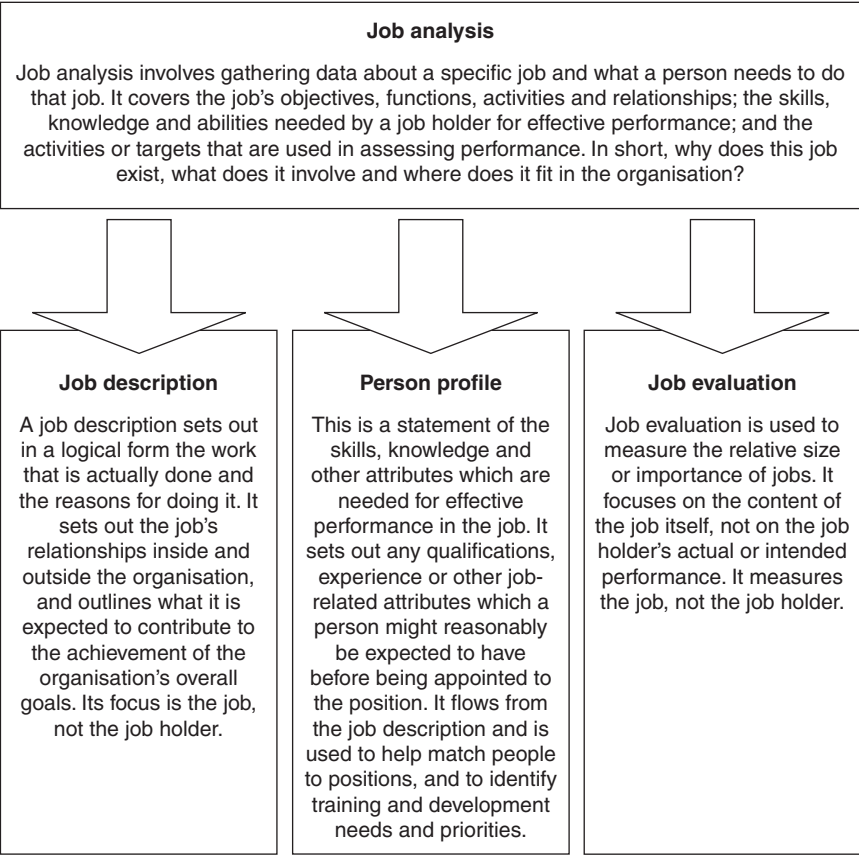 Job analysis
Job analysis involves gathering data about a specific job and what a person needs to do
that job. It covers the job's objectives, functions, activities and relationships; the skills,
knowledge and abilities needed by a job holder for effective performance; and the
activities or targets that are used in assessing performance. In short, why does this job
exist, what does it involve and where does it fit in the organisation?
Job description
A job description sets out
in a logical form the work
that is actually done and
the reasons for doing it. It
sets out the job's
relationships inside and
outside the organisation,
and outlines what it is
expected to contribute to
the achievement of the
organisation's overall
goals. Its focus is the job,
not the job holder.
Person profile
This is a statement of the
skills, knowledge and
other attributes which are
needed for effective
performance in the job. It
sets out any qualifications,
experience or other job-
related attributes which a
person might reasonably
be expected to have
before being appointed to
the position. It flows from
the job description and is
used to help match people
to positions, and to identify
training and development
needs and priorities.
Job evaluation
Job evaluation is used to
measure the relative size
or importance of jobs. It
focuses on the content of
the job itself, not on the job
holder's actual or intended
performance. It measures
the job, not the job holder.